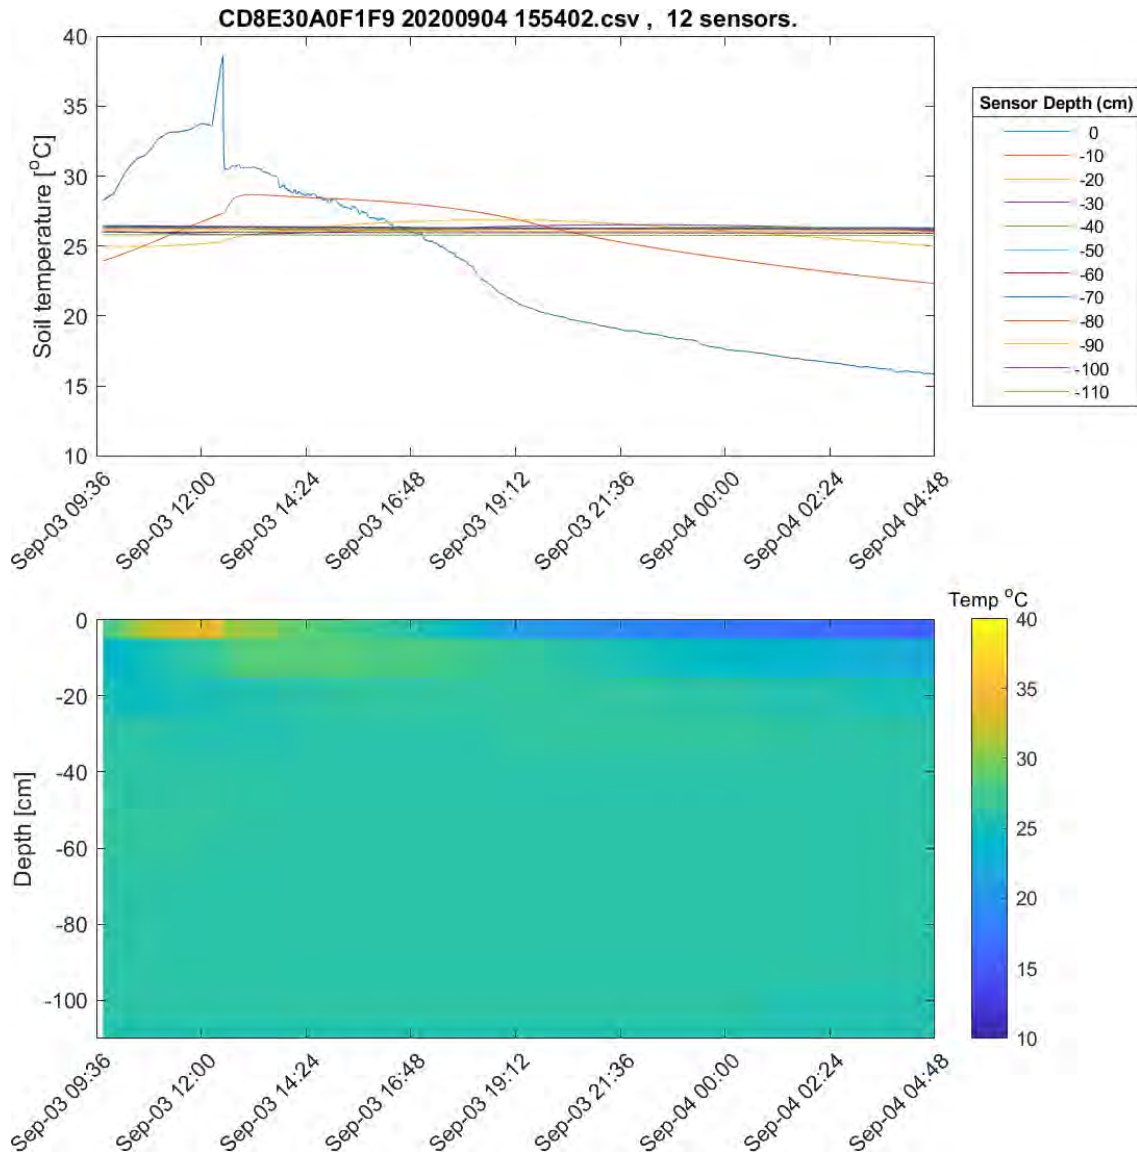 CD8E30A0F1F9 20200904 155402.csv , 12 sensors.
40
35
30
25
20
15
10
Soil temperature [°C]
Sep-03 09:36
Sep-03 12:00
Sep-03 14:24
Sep-03 16:48
Sep-03 19:12
Sep-03 21:36
Sep-04 00:00
Sep-04 02:24
Sep-04 04:48
Sensor Depth (cm)
0
-10
-20
-30
-40
-50
-60
-70
-80
-90
-100
-110
0
-20
-40
-60
-80
-100
Depth [cm]
Sep-03 09:36
Sep-03 12:00
Sep-03 14:24
Sep-03 16:48
Sep-03 19:12
Sep-03 21:36
Sep-04 00:00
Sep-04 02:24
Sep-04 04:48
Temp °C
40
35
30
25
20
15
10